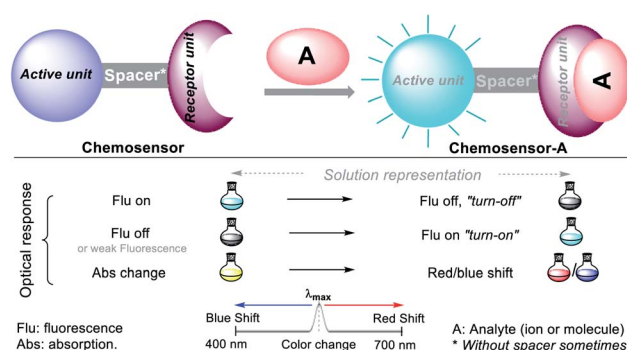 Active unit
Spacer*
Receptor unit
A
Active unit
Spacer*
Receptor unit
A
Chemosensor
Chemosensor-A
Solution representation
Optical response
Flu on
Flu off, "turn-off"
Flu off
or weak Fluorescence
Flu on "turn-on"
Abs change
Red/blue shift
/
λmax
Blue Shift
Red Shift
400 nm
Color change
700 nm
Flu: fluorescence
Abs: absorption.
A: Analyte (ion or molecule)
* Without spacer sometimes